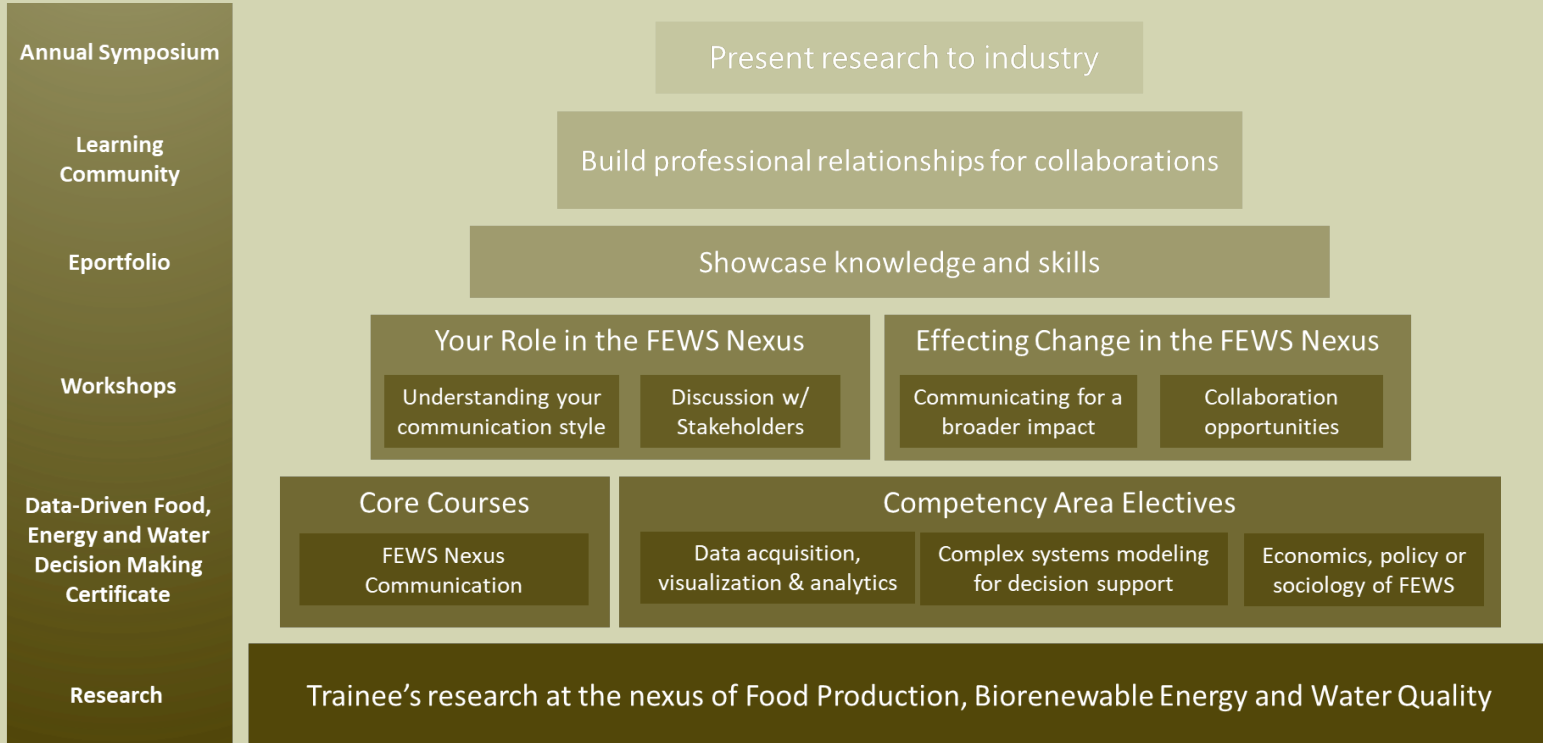 Annual Symposium
Present research to industry
Learning
Community
Build professional relationships for collaborations
Eportfolio
Showcase knowledge and skills
Workshops
Your Role in the FEWS Nexus
Understanding your
communication style
Discussion w/
Stakeholders
Effecting Change in the FEWS Nexus
Communicating for a
broader impact
Collaboration
opportunities
Data-Driven Food,
Energy and Water
Decision Making
Certificate
Core Courses
FEWS Nexus
Communication
Competency Area Electives
Data acquisition,
visualization & analytics
Complex systems modeling
for decision support
Economics, policy or
sociology of FEWS
Research
Trainee’s research at the nexus of Food Production, Biorenewable Energy and Water Quality